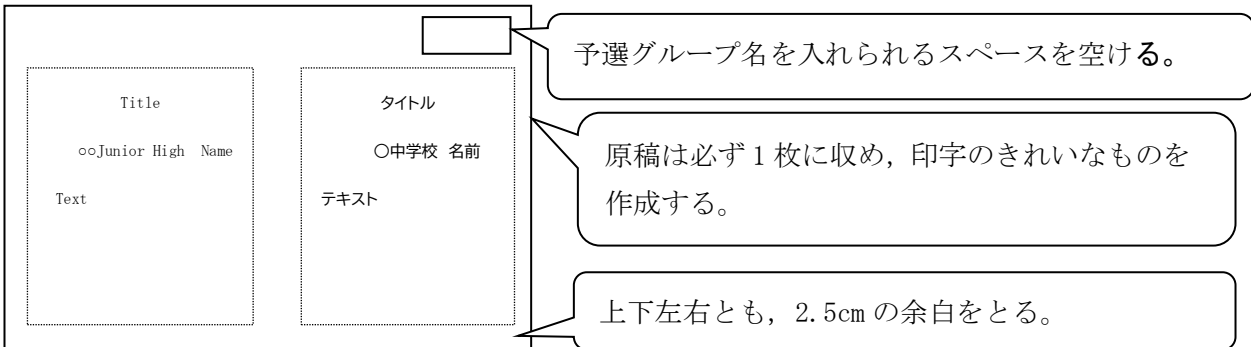 予選グループ名を入れられるスペースを空ける。
Title
○○Junior High Name
Text
タイトル
〇中学校 名前
テキスト
原稿は必ず１枚に収め，印字のきれいなものを
作成する。
上下左右とも，2.5㎝の余白をとる。